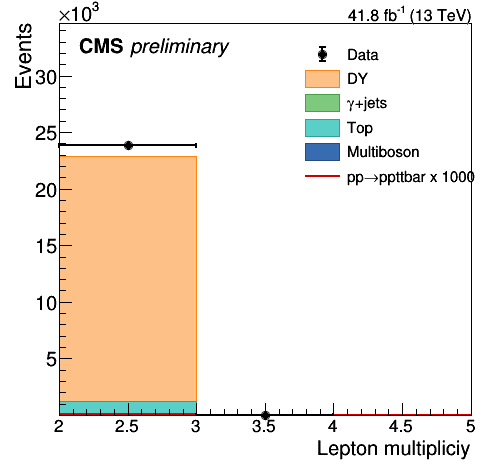 ×10³
41.8 fb⁻¹ (13 TeV)
Events
CMS preliminary
Data
DY
γ+jets
Top
Multiboson
pp→ppttbar x 1000
30
25
20
15
10
5
2 2.5 3 3.5 4 4.5 5
Lepton multipliciy